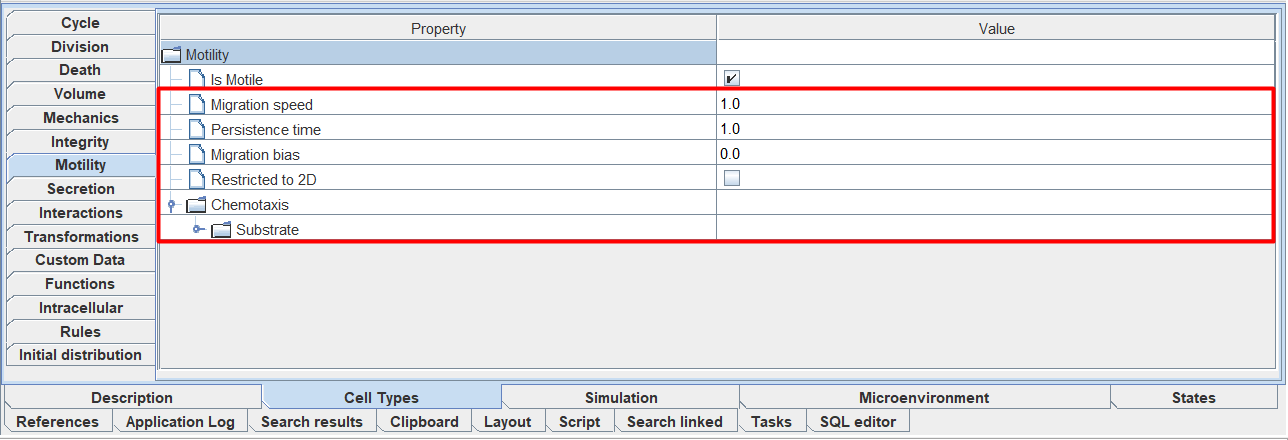 Cycle
Division
Death
Volume
Mechanics
Integrity
Motility
Secretion
Interactions
Transformations
Custom Data
Functions
Intracellular
Rules
Initial distribution
Property Value
Motility
Is Motile
Migration speed 1.0
Persistence time 1.0
Migration bias 0.0
Restricted to 2D
Chemotaxis
Substrate
Description Cell Types Simulation Microenvironment States
References Application Log Search results Clipboard Layout Script Search linked Tasks SQL editor